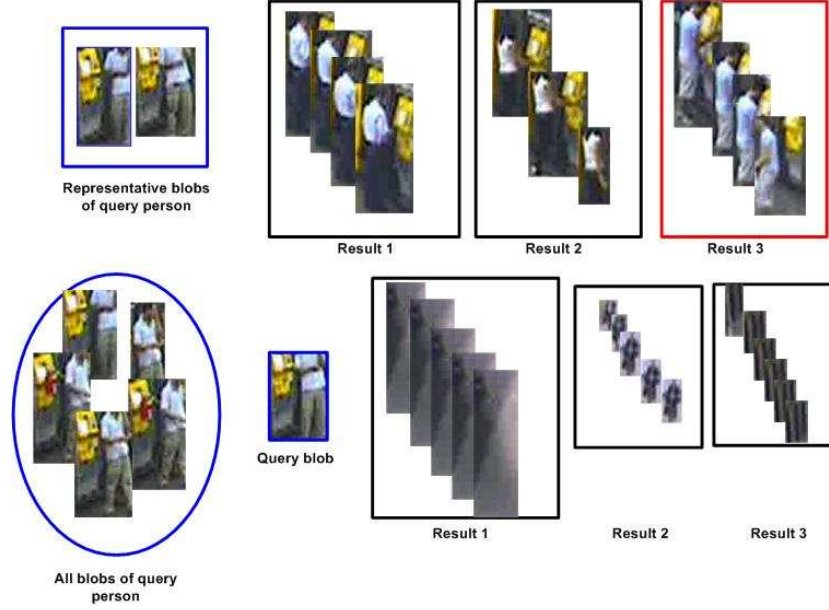 Representative blobs
of query person
Result 1
Result 2
Result 3
Query blob
Result 1
Result 2
Result 3
All blobs of query
person